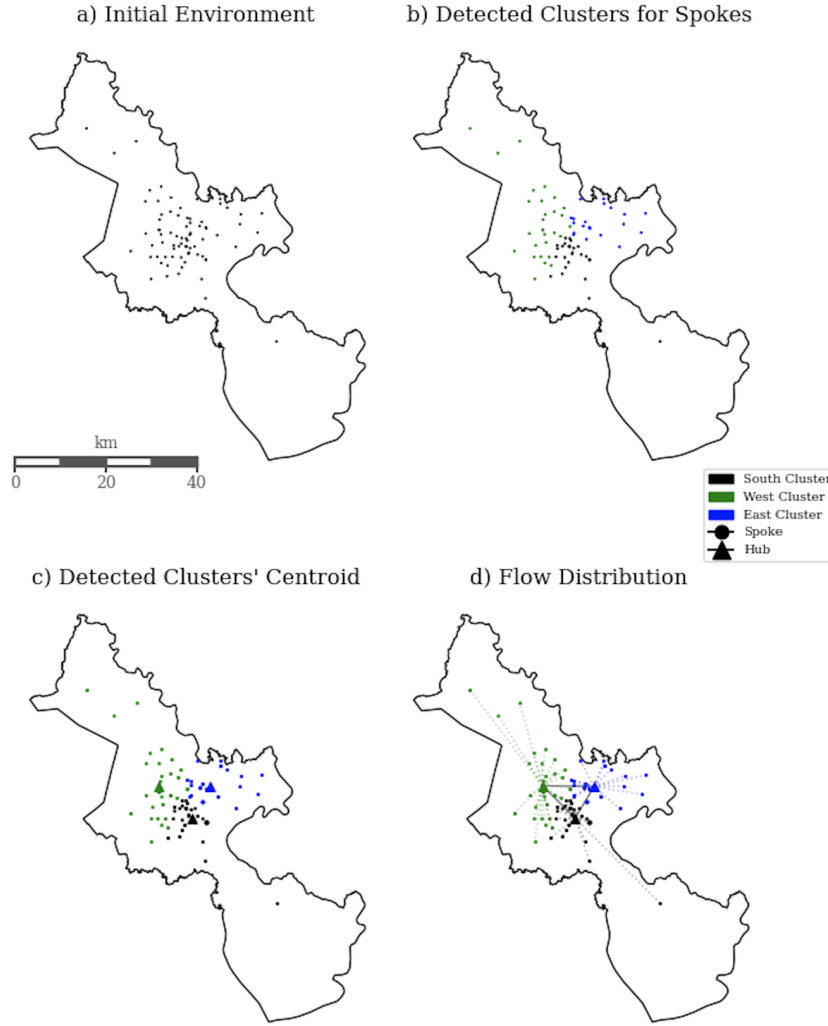 a) Initial Environment
b) Detected Clusters for Spokes
km
0 20 40
South Cluster
West Cluster
East Cluster
Spoke
Hub
c) Detected Clusters' Centroid
d) Flow Distribution